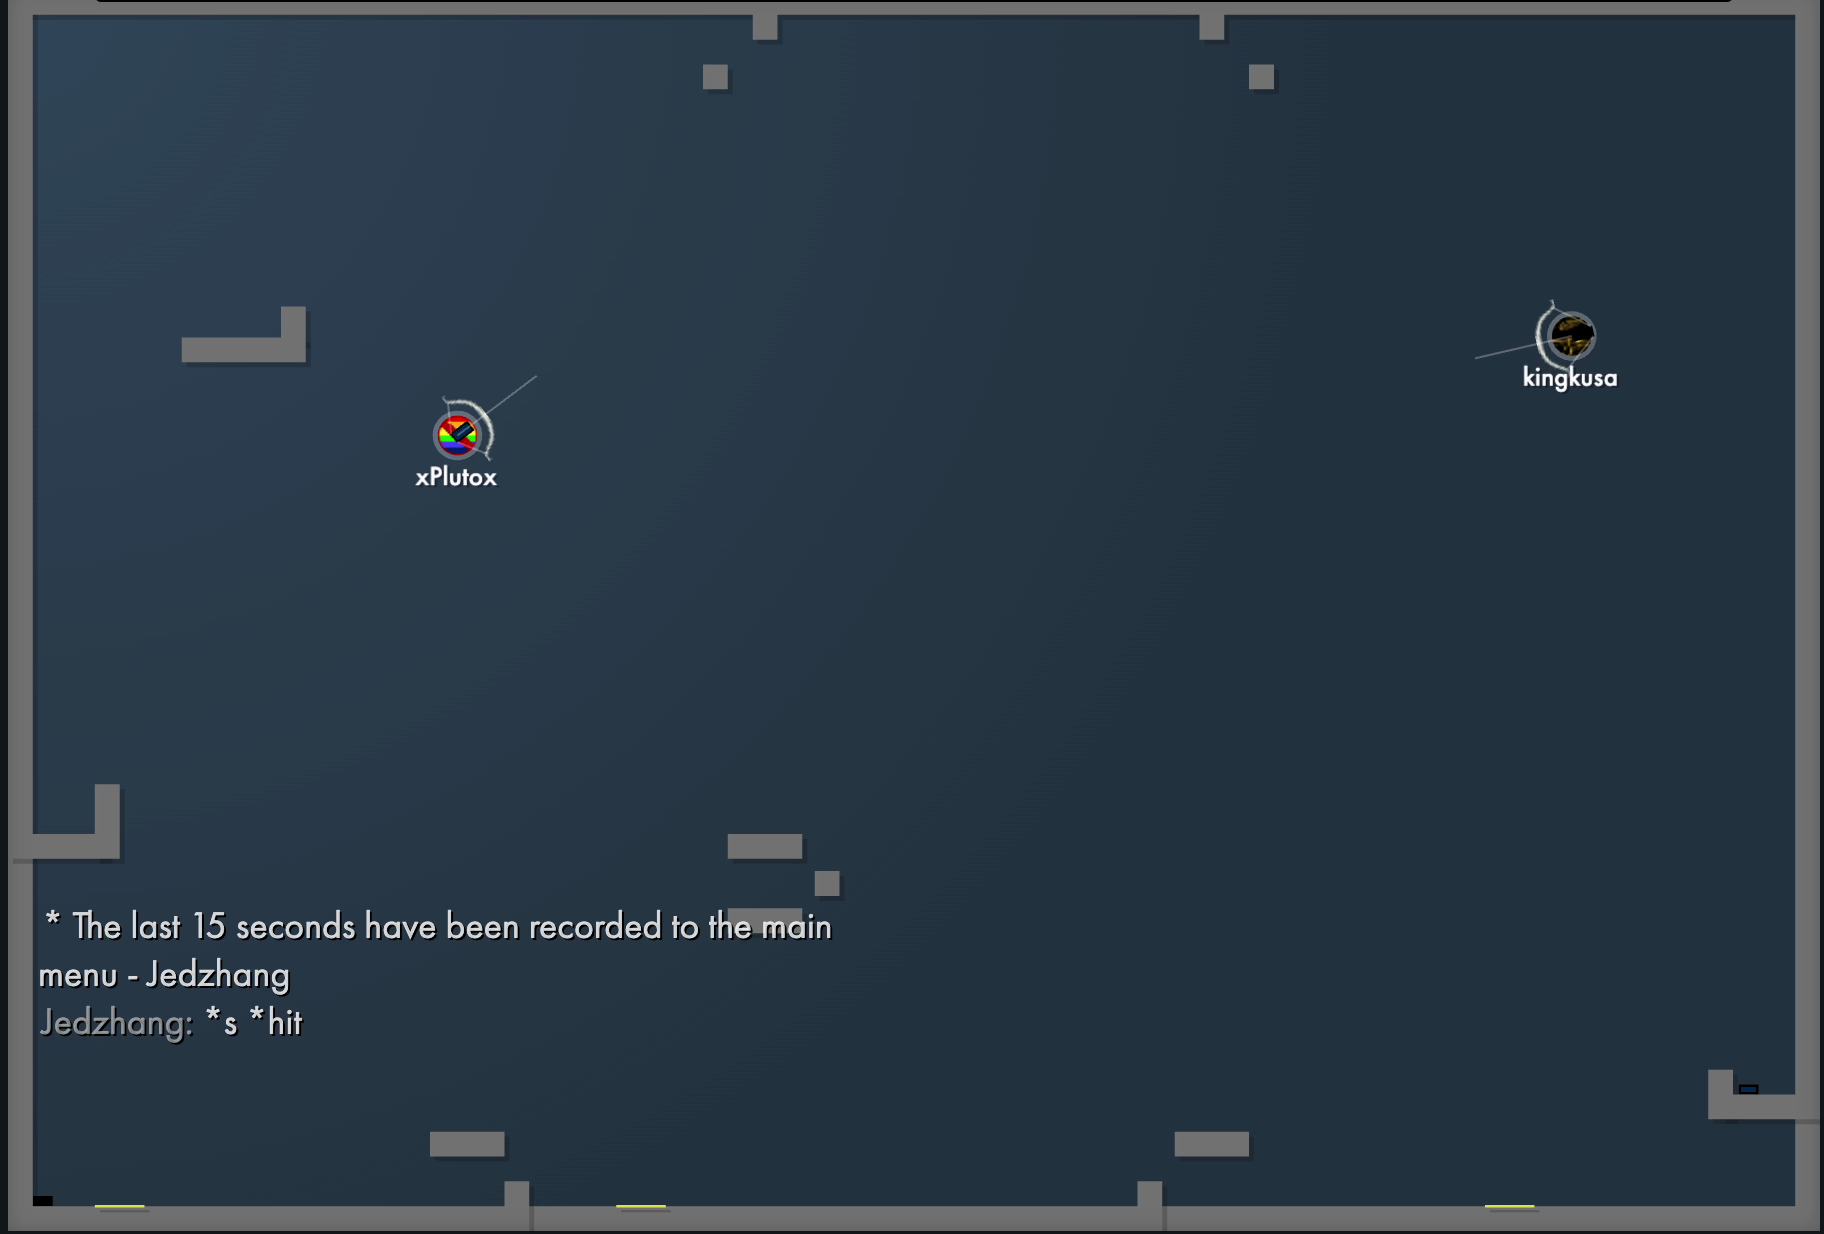 kingkusa
xPlutox
* The last 15 seconds have been recorded to the main
menu - Jedzhang
Jedzhang: *s *hit